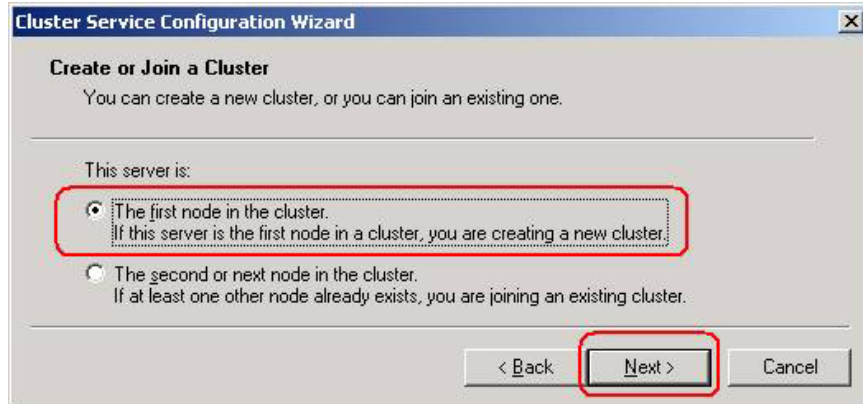 Cluster Service Configuration Wizard
Create or Join a Cluster
You can create a new cluster, or you can join an existing one.
This server is:
The first node in the cluster.
If this server is the first node in a cluster, you are creating a new cluster.
The second or next node in the cluster.
If at least one other node already exists, you are joining an existing cluster.
< Back
Next >
Cancel